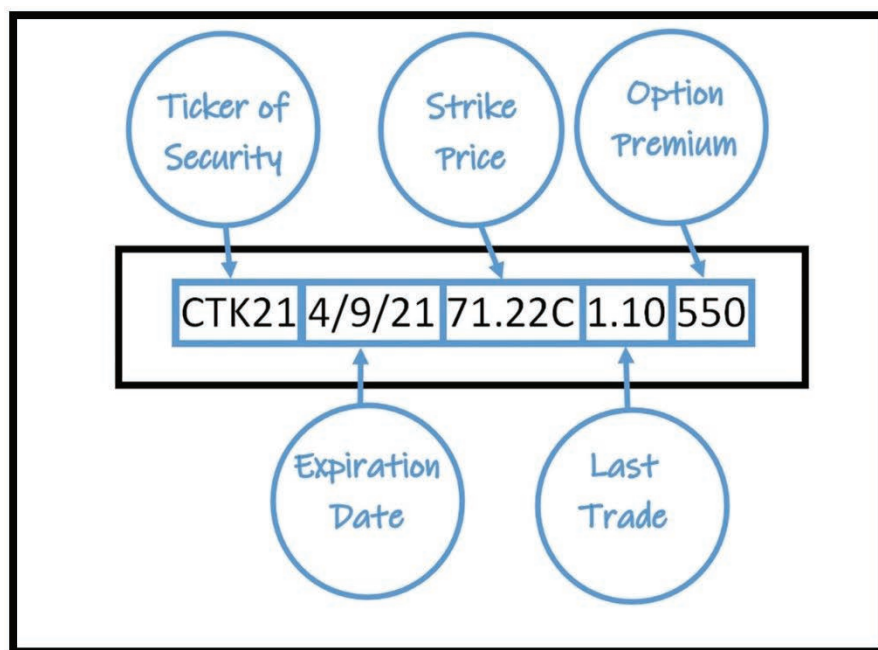 Ticker of
Security
Strike
Price
Option
Premium
CTK21 4/9/21 71.22C 1.10 550
Expiration
Date
Last
Trade